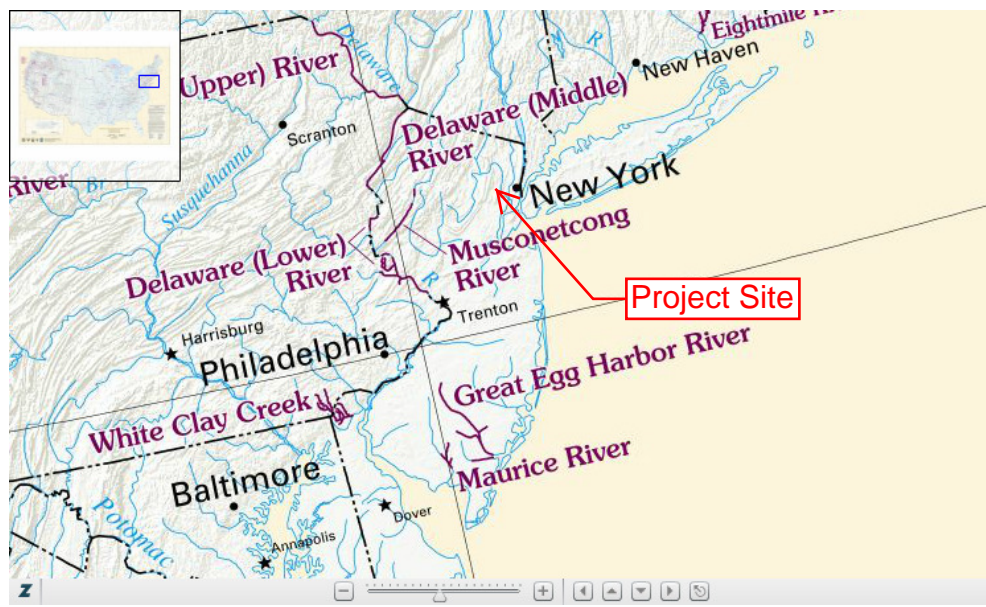 Eightmile R
Delaware
N
R
New Haven
(Upper) River
Scranton
Delaware (Middle)
River
River
Br
Susquehanna
New York
Musconetcong
River
Delaware (Lower)
River
R
Project Site
Trenton
Harrisburg
Philadelphia
Great Egg Harbor River
White Clay Creek
Maurice River
Baltimore
Dover
Potomac
Annapolis
Z